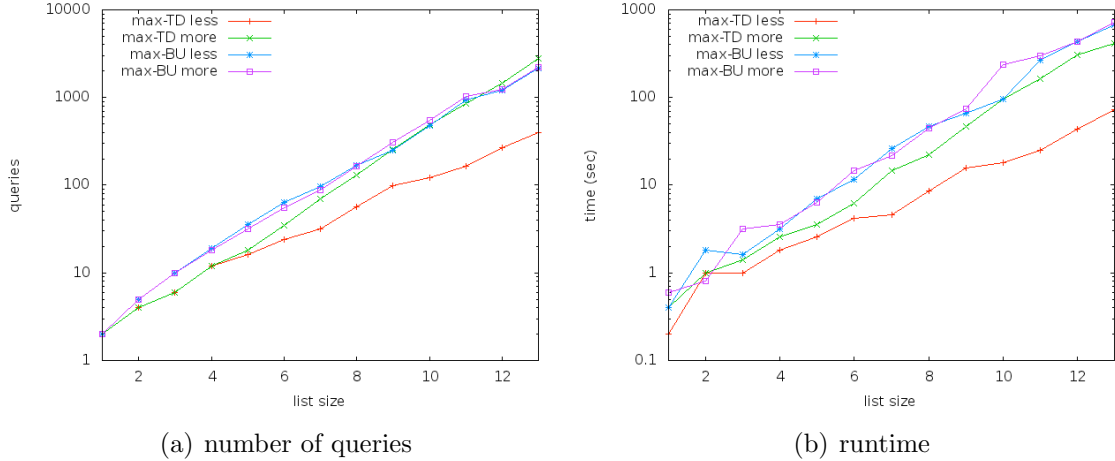 10000
1000
100
10
1
queries
2 4 6 8 10 12
list size
max-TD less
max-TD more
max-BU less
max-BU more
(a) number of queries
1000
100
10
1
0.1
time (sec)
2 4 6 8 10 12
list size
max-TD less
max-TD more
max-BU less
max-BU more
(b) runtime